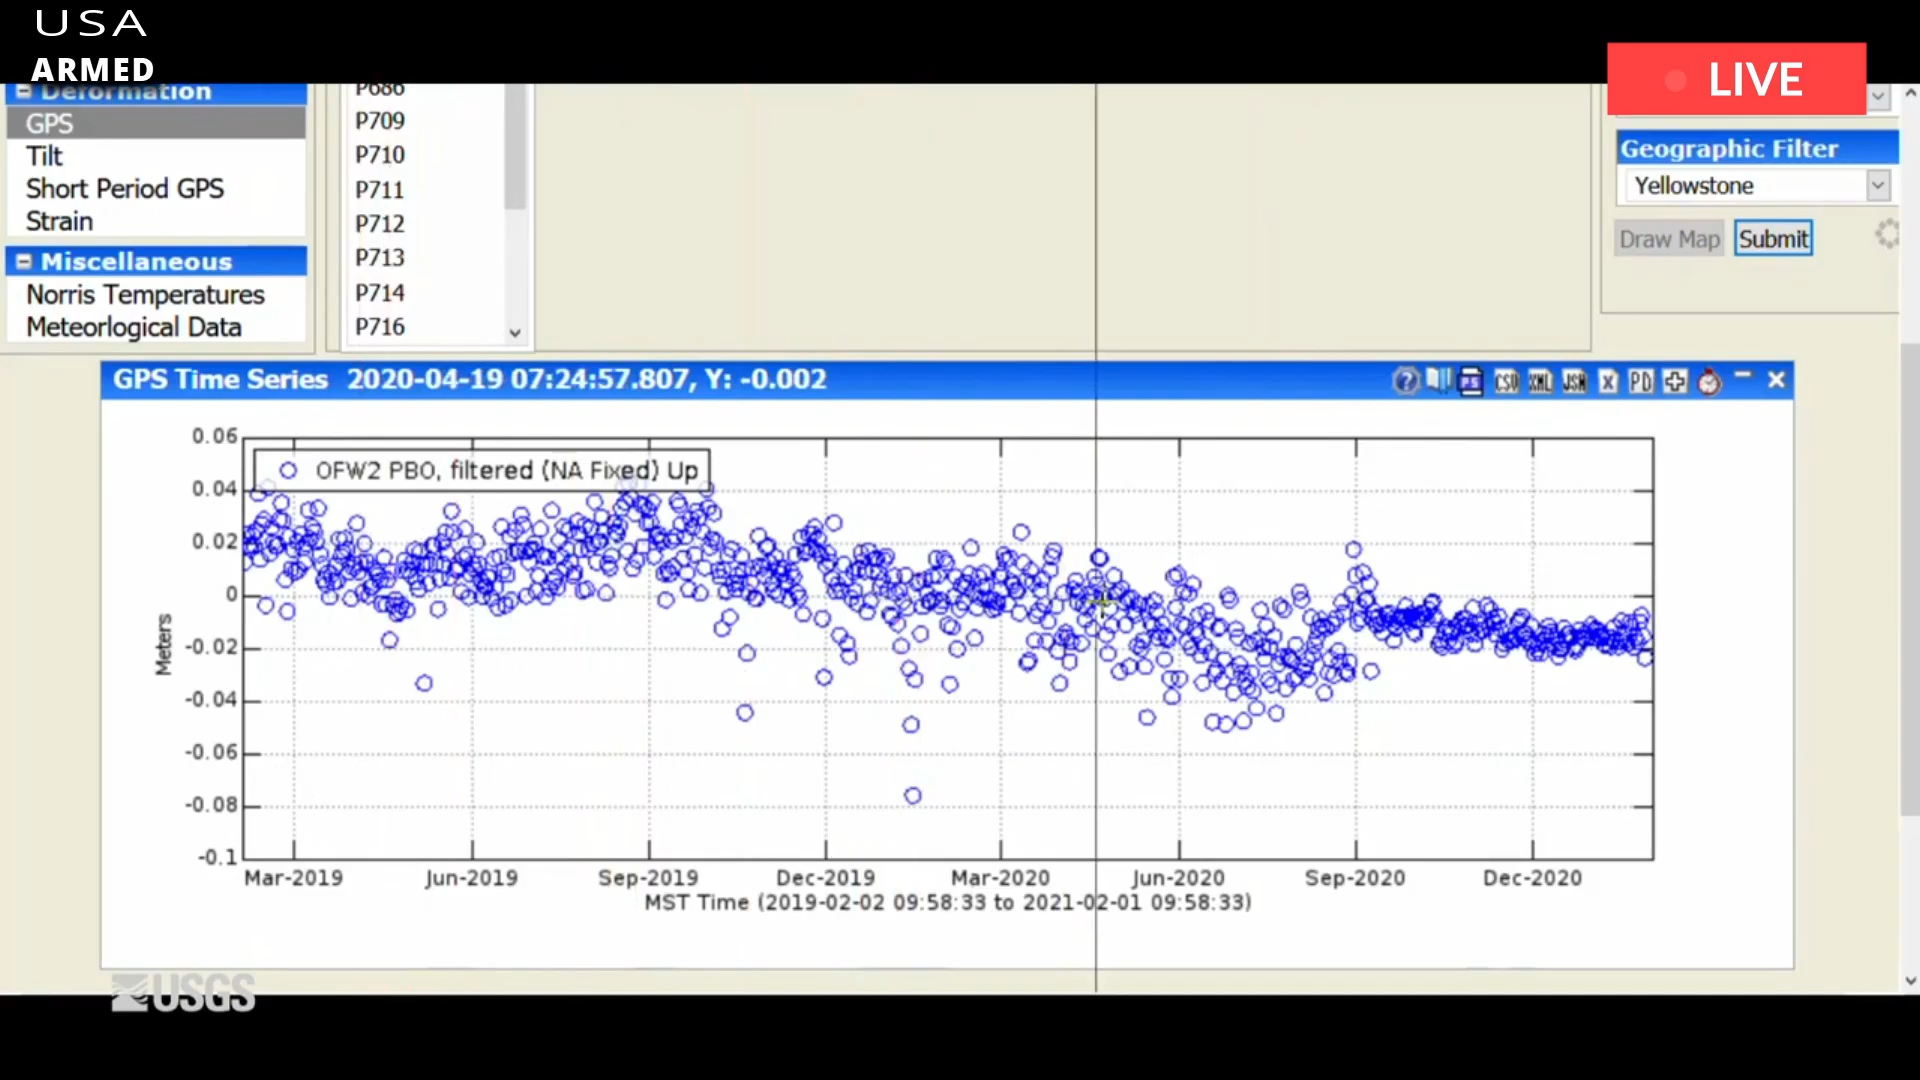 USA
ARMED
LIVE
Deformation
GPS
Tilt
Short Period GPS
Strain
Miscellaneous
Norris Temperatures
Meteorlogical Data
P686
P709
P710
P711
P712
P713
P714
P716
Geographic Filter
Yellowstone
Draw Map Submit
GPS Time Series 2020-04-19 07:24:57.807, Y: -0.002
CSV XML JSN X PD
OFW2 PBO, filtered (NA Fixed) Up
0.06
0.04
0.02
0
-0.02
-0.04
-0.06
-0.08
-0.1
Meters
Mar-2019 Jun-2019 Sep-2019 Dec-2019 Mar-2020 Jun-2020 Sep-2020 Dec-2020
MST Time (2019-02-02 09:58:33 to 2021-02-01 09:58:33)
USGS